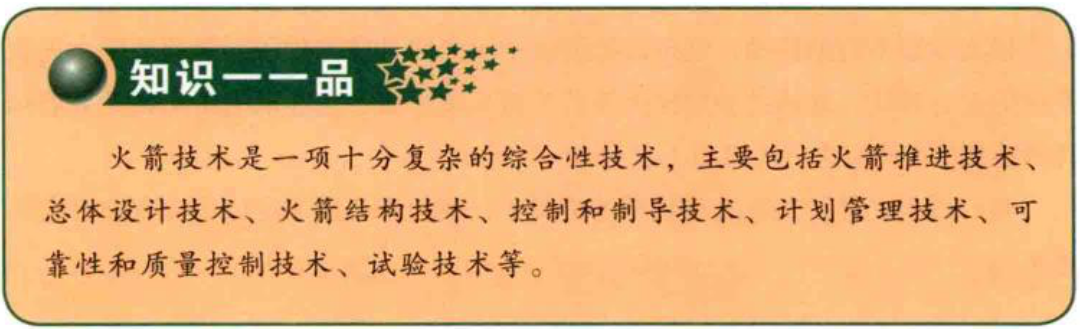 知识一一品
火箭技术是一项十分复杂的综合性技术，主要包括火箭推进技术、
总体设计技术、火箭结构技术、控制和制导技术、计划管理技术、可
靠性和质量控制技术、试验技术等。